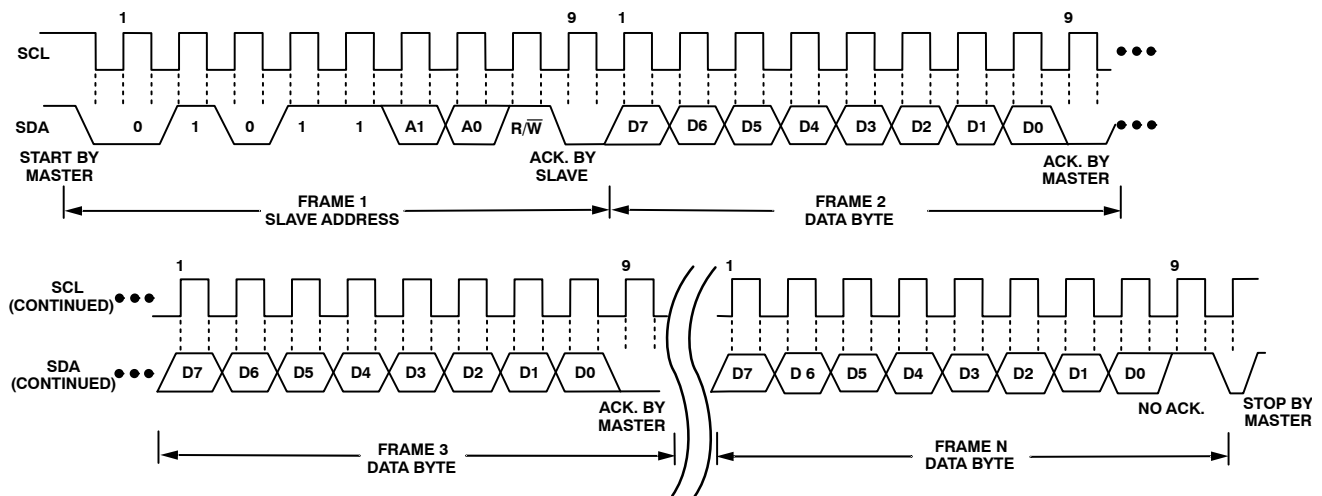 1 9 1 9
SCL
SDA 0 1 0 1 1 A1 A0 R/W̅ D7 D6 D5 D4 D3 D2 D1 D0
START BY
MASTER
ACK. BY
SLAVE
ACK. BY
MASTER
FRAME 1
SLAVE ADDRESS
FRAME 2
DATA BYTE
1 9 1 9
SCL
(CONTINUED)
SDA
(CONTINUED)
D7 D6 D5 D4 D3 D2 D1 D0 D7 D 6 D5 D4 D3 D2 D1 D0
ACK. BY
MASTER
NO ACK.
STOP BY
MASTER
FRAME 3
DATA BYTE
FRAME N
DATA BYTE